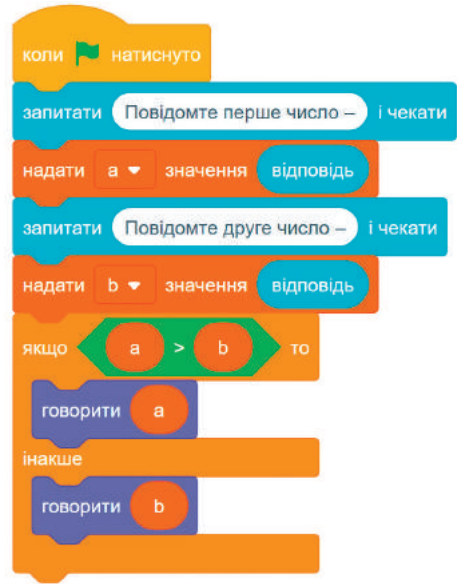 коли натиснуто
запитати Повідомте перше число – і чекати
надати a значення відповідь
запитати Повідомте друге число – і чекати
надати b значення відповідь
якщо a > b то
говорити a
інакше
говорити b